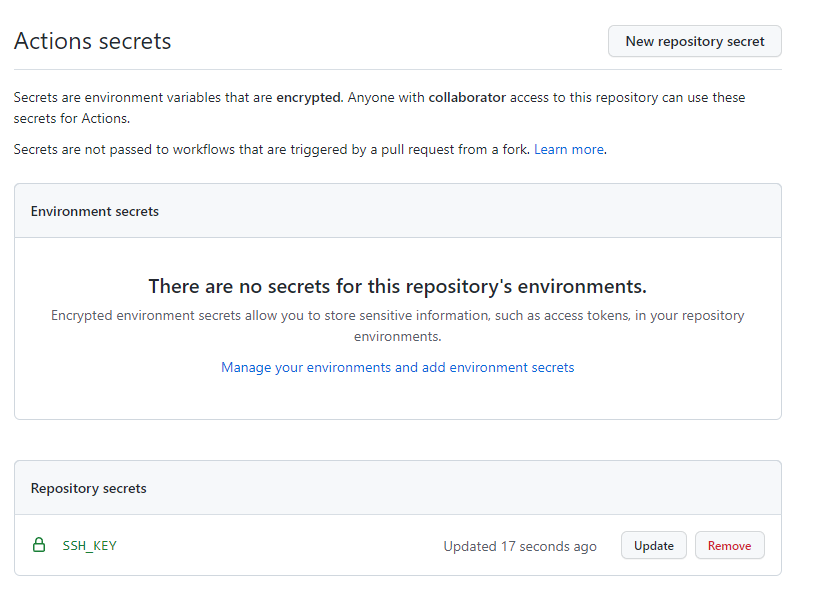 Actions secrets
New repository secret
Secrets are environment variables that are encrypted. Anyone with collaborator access to this repository can use these
secrets for Actions.
Secrets are not passed to workflows that are triggered by a pull request from a fork. Learn more.
Environment secrets
There are no secrets for this repository's environments.
Encrypted environment secrets allow you to store sensitive information, such as access tokens, in your repository
environments.
Manage your environments and add environment secrets
Repository secrets
SSH_KEY Updated 17 seconds ago Update Remove